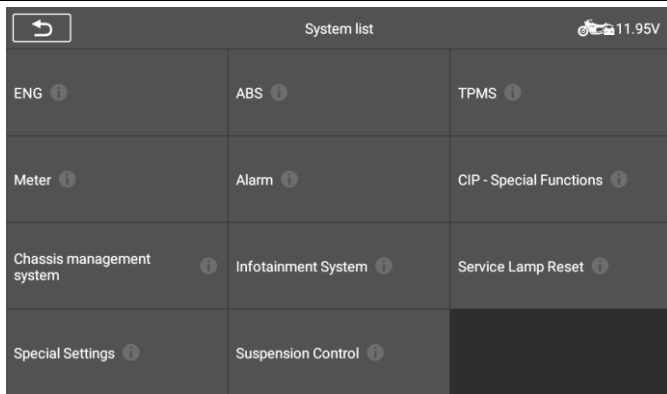 System list
11.95V
ENG
ABS
TPMS
Meter
Alarm
CIP - Special Functions
Chassis management
system
Infotainment System
Service Lamp Reset
Special Settings
Suspension Control